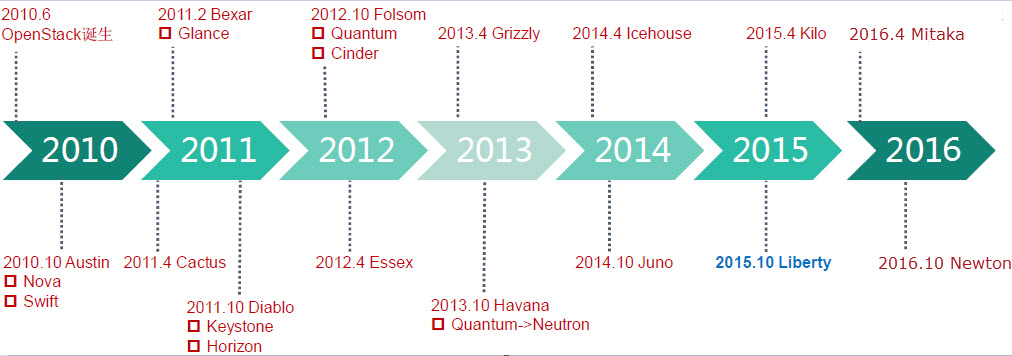 2010.6
OpenStack诞生
2011.2 Bexar
Glance
2012.10 Folsom
Quantum
Cinder
2013.4 Grizzly
2014.4 Icehouse
2015.4 Kilo
2016.4 Mitaka
2010
2011
2012
2013
2014
2015
2016
2010.10 Austin
Nova
Swift
2011.4 Cactus
2011.10 Diablo
Keystone
Horizon
2012.4 Essex
2013.10 Havana
Quantum->Neutron
2014.10 Juno
2015.10 Liberty
2016.10 Newton